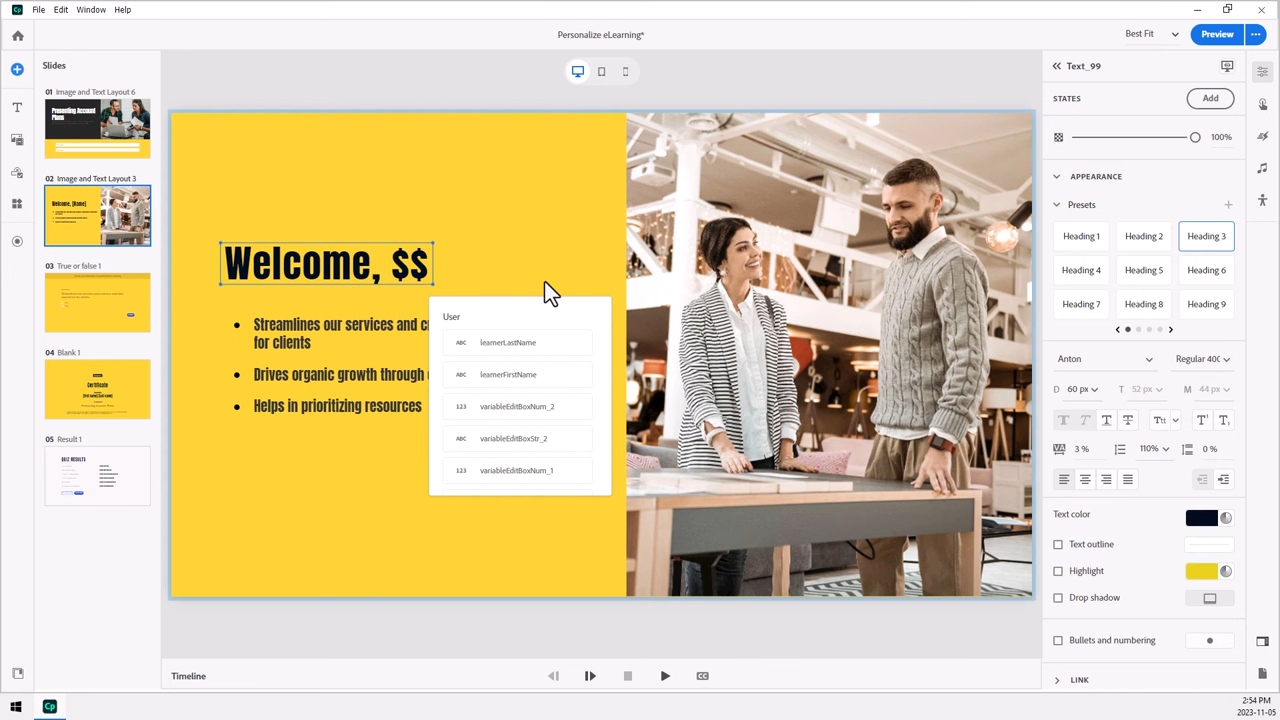 Cp File Edit Window Help
Personalize eLearning*
Best Fit
Preview
Slides
01 Image and Text Layout 6
Presenting Account
Plans
02 Image and Text Layout 3
Welcome, [Name]
03 True or false 1
04 Blank 1
Certificate
05 Result 1
QUIZ RESULTS
Welcome, $$
Streamlines our services and c
for clients
Drives organic growth through
Helps in prioritizing resources
User
ABC learnerLastName
ABC learnerFirstName
123 variableEditBoxNum_2
ABC variableEditBoxStr_2
123 variableEditBoxNum_1
Timeline
CC
Text_99
STATES
Add
100%
APPEARANCE
Presets
Heading 1 Heading 2 Heading 3
Heading 4 Heading 5 Heading 6
Heading 7 Heading 8 Heading 9
Anton Regular 400
D 60 px T 52 px M 44 px
T T T T Tt T T
VA 3 % 110% 0 %
Text color
Text outline
Highlight
Drop shadow
Bullets and numbering
LINK
Cp
2:54 PM
2023-11-05